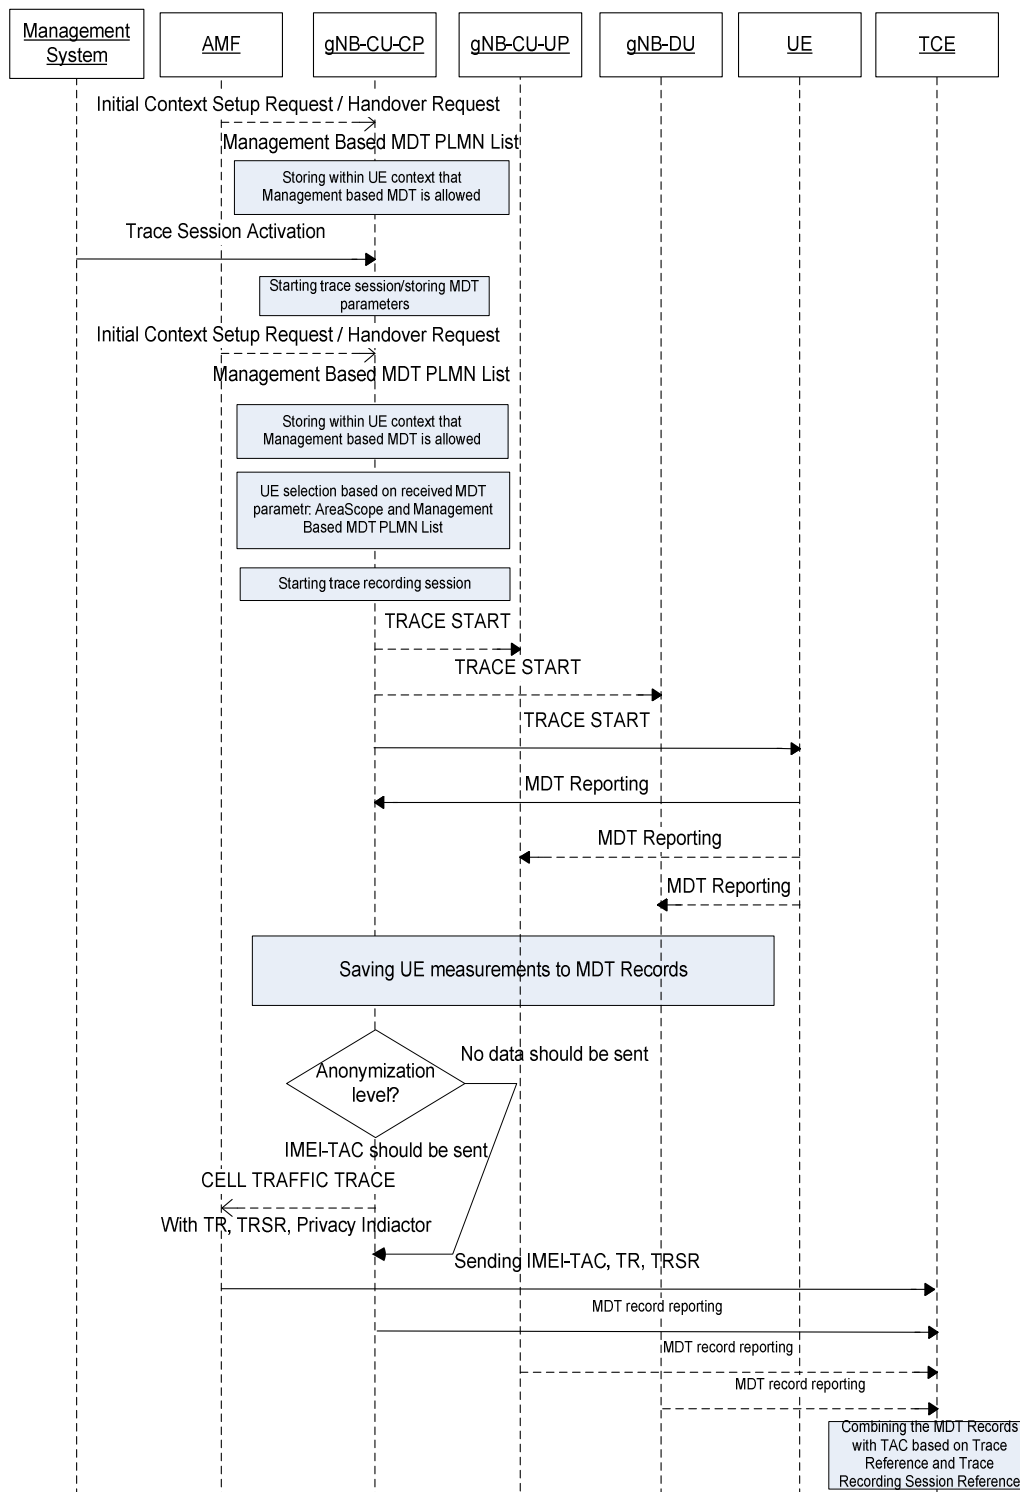 Management
System
AMF
gNB-CU-CP
gNB-CU-UP
gNB-DU
UE
TCE
Initial Context Setup Request / Handover Request
Management Based MDT PLMN List
Storing within UE context that
Management based MDT is allowed
Trace Session Activation
Starting trace session/storing MDT
parameters
Initial Context Setup Request / Handover Request
Management Based MDT PLMN List
Storing within UE context that
Management based MDT is allowed
UE selection based on received MDT
parametr: AreaScope and Management
Based MDT PLMN List
Starting trace recording session
TRACE START
TRACE START
TRACE START
MDT Reporting
MDT Reporting
MDT Reporting
Saving UE measurements to MDT Records
No data should be sent
Anonymization
level?
IMEI-TAC should be sent
CELL TRAFFIC TRACE
With TR, TRSR, Privacy Indiactor
Sending IMEI-TAC, TR, TRSR
MDT record reporting
MDT record reporting
MDT record reporting
Combining the MDT Records
with TAC based on Trace
Reference and Trace
Recording Session Reference